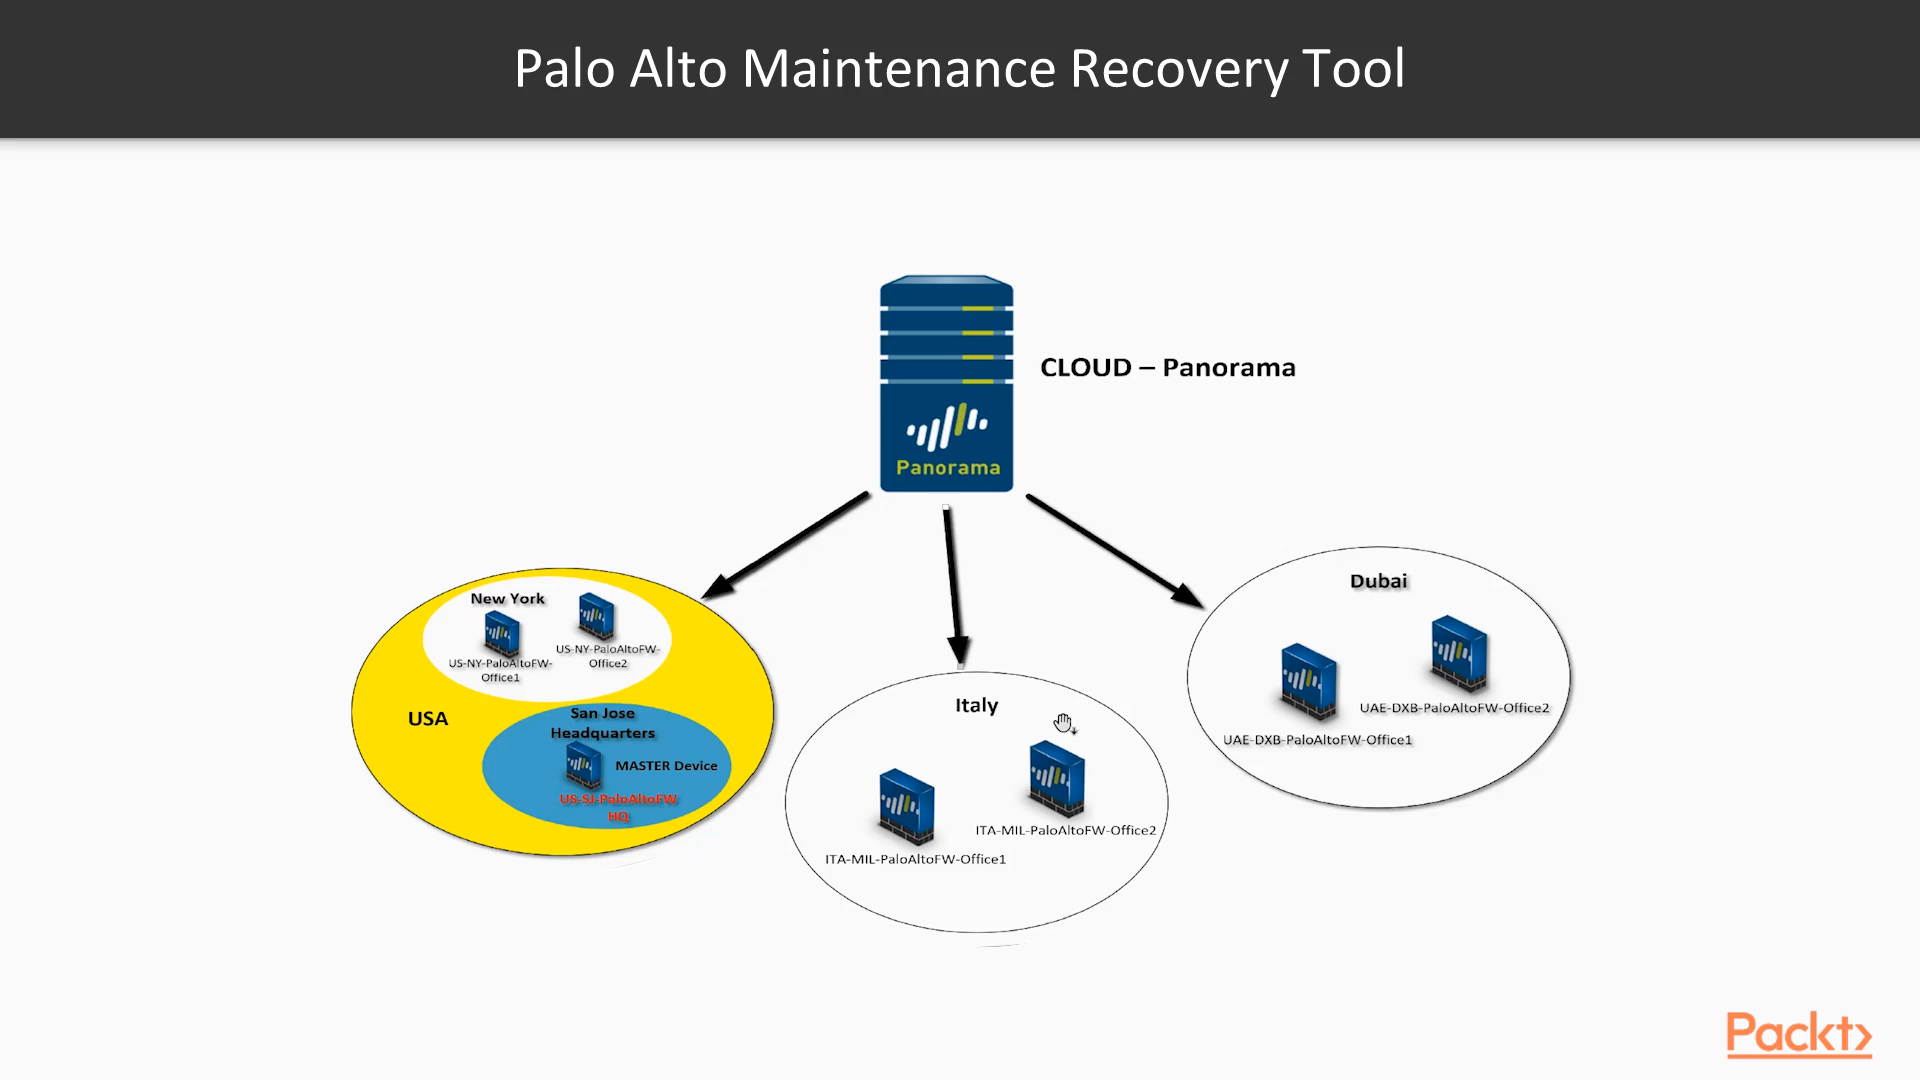 Palo Alto Maintenance Recovery Tool
CLOUD – Panorama
Panorama
New York
US-NY-PaloAltoFW-
Office1
US-NY-PaloAltoFW-
Office2
USA
San Jose
Headquarters
MASTER Device
US-SJ-PaloAltoFW
HQ
Italy
ITA-MIL-PaloAltoFW-Office1
ITA-MIL-PaloAltoFW-Office2
Dubai
UAE-DXB-PaloAltoFW-Office1
UAE-DXB-PaloAltoFW-Office2
Packt>